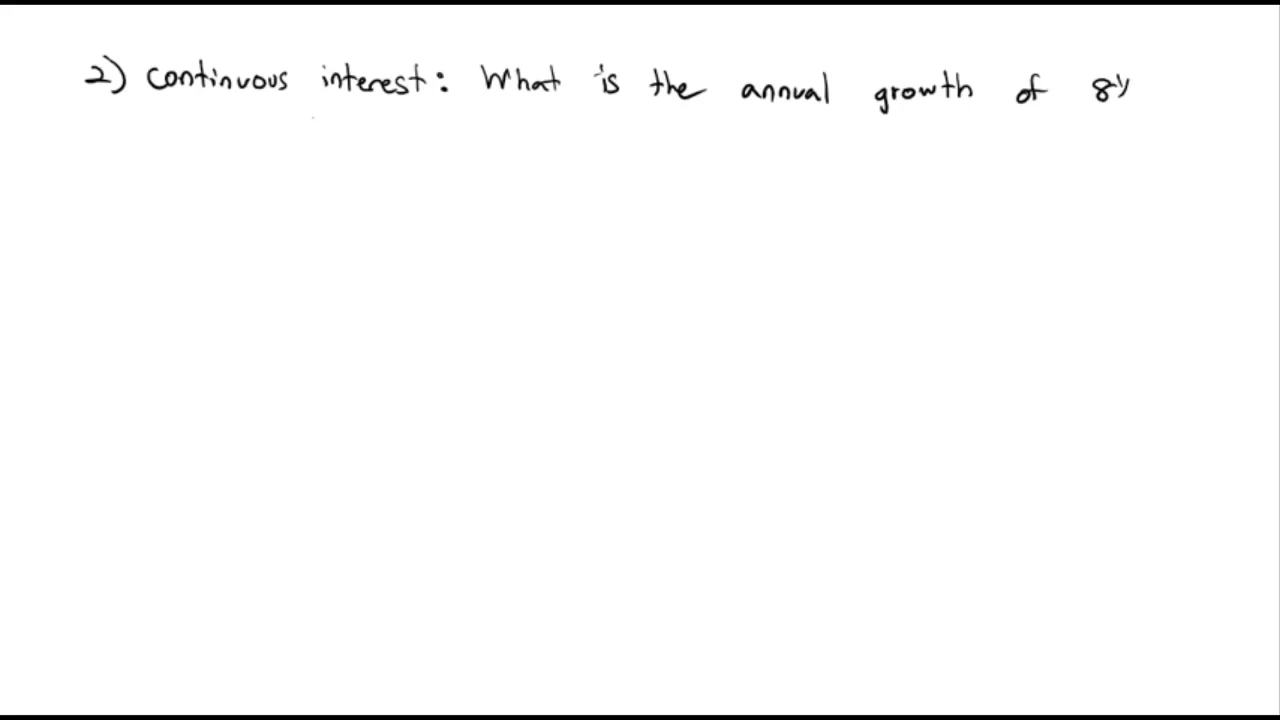 2) continuous interest: What is the annual growth of 8%